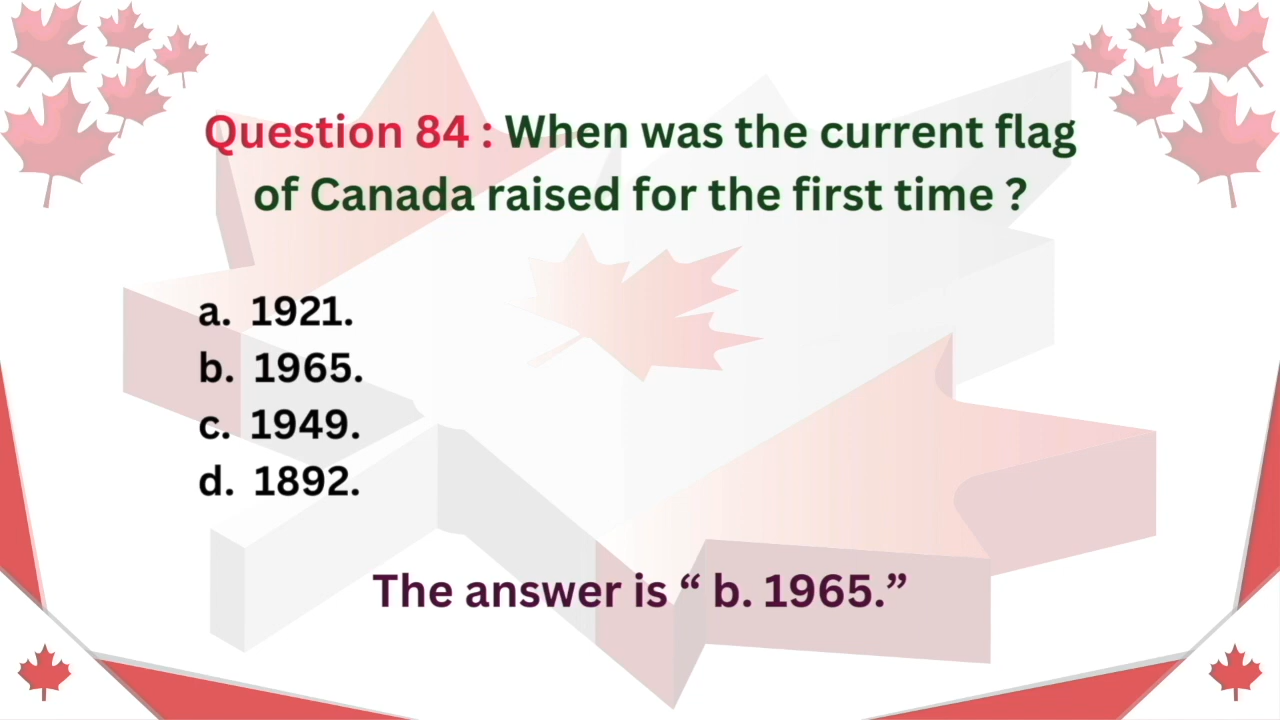 Question 84 : When was the current flag
of Canada raised for the first time ?
a. 1921.
b. 1965.
c. 1949.
d. 1892.
The answer is “ b. 1965.”